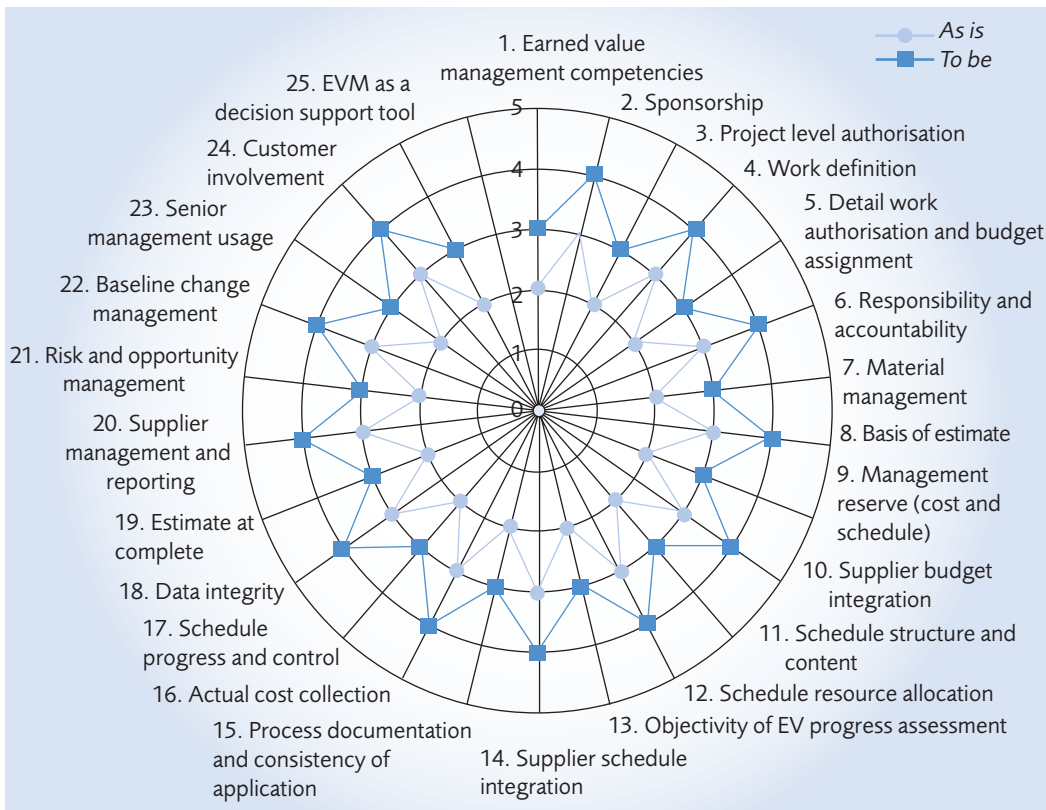 As is
To be
1. Earned value
management competencies
2. Sponsorship
3. Project level authorisation
4. Work definition
5. Detail work
authorisation and budget
assignment
6. Responsibility and
accountability
7. Material
management
8. Basis of estimate
9. Management
reserve (cost and
schedule)
10. Supplier budget
integration
11. Schedule structure and
content
12. Schedule resource allocation
13. Objectivity of EV progress assessment
14. Supplier schedule
integration
15. Process documentation
and consistency of
application
16. Actual cost collection
17. Schedule
progress and control
18. Data integrity
19. Estimate at
complete
20. Supplier
management and
reporting
21. Risk and opportunity
management
22. Baseline change
management
23. Senior
management usage
24. Customer
involvement
25. EVM as a
decision support tool
5
4
3
2
1
0